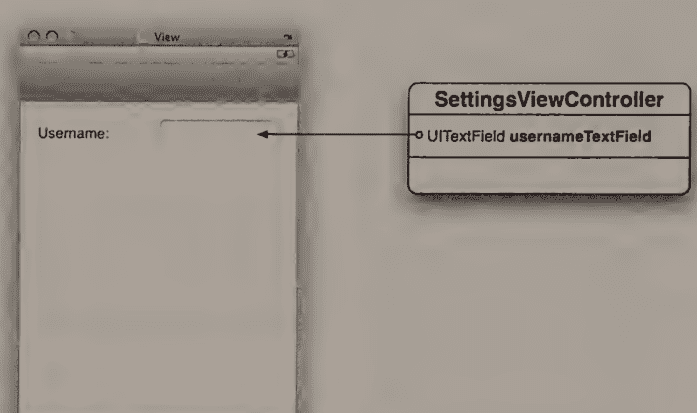 View
Username:
SettingsViewController
UITextField usernameTextField